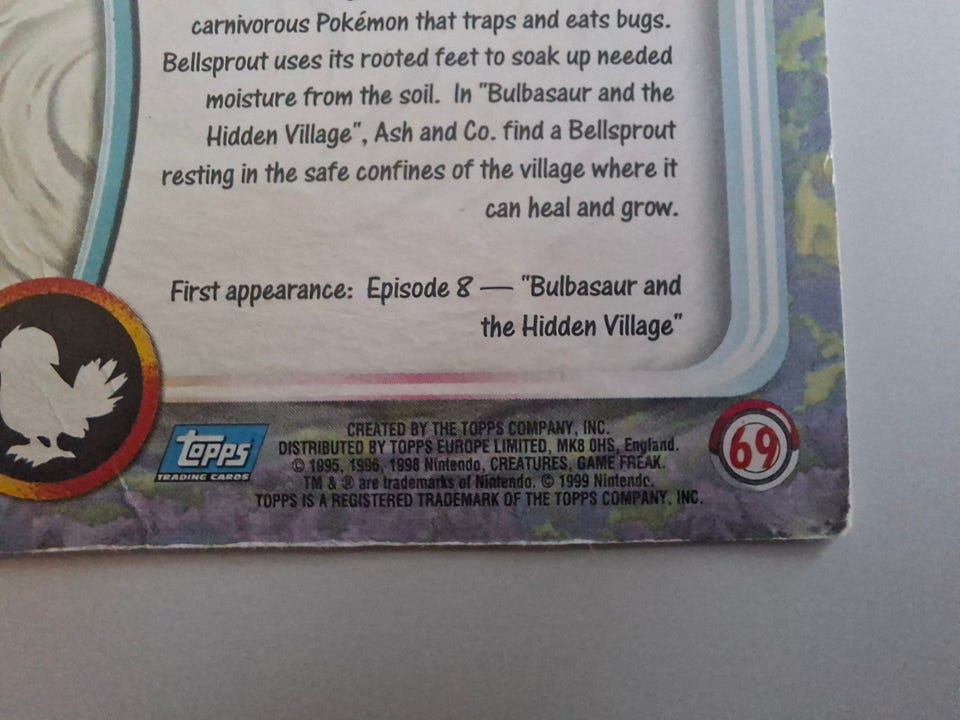 carnivorous Pokémon that traps and eats bugs.
Bellsprout uses its rooted feet to soak up needed
moisture from the soil. In "Bulbasaur and the
Hidden Village", Ash and Co. find a Bellsprout
resting in the safe confines of the village where it
can heal and grow.
First appearance: Episode 8 — "Bulbasaur and
the Hidden Village"
topps
TRADING CARDS
CREATED BY THE TOPPS COMPANY, INC.
DISTRIBUTED BY TOPPS EUROPE LIMITED, MK8 0HS, England.
© 1995, 1996, 1998 Nintendo, CREATURES, GAME FREAK.
TM & ® are trademarks of Nintendo. © 1999 Nintendo.
TOPPS IS A REGISTERED TRADEMARK OF THE TOPPS COMPANY, INC.
69